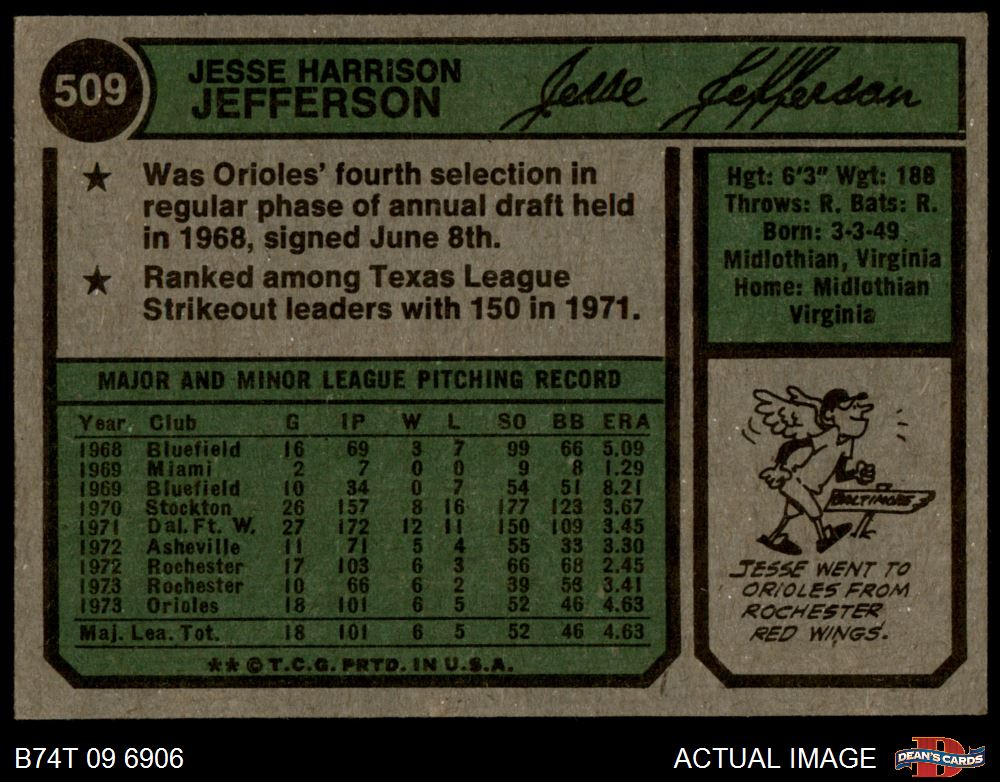 509
JESSE HARRISON
JEFFERSON
Jesse Jefferson
★ Was Orioles' fourth selection in
regular phase of annual draft held
in 1968, signed June 8th.
★ Ranked among Texas League
Strikeout leaders with 150 in 1971.
Hgt: 6'3" Wgt: 188
Throws: R. Bats: R.
Born: 3-3-49
Midlothian, Virginia
Home: Midlothian
Virginia
MAJOR AND MINOR LEAGUE PITCHING RECORD
Year Club G IP W L SO BB ERA
1968 Bluefield 16 69 3 7 99 66 5.09
1969 Miami 2 7 0 0 9 8 1.29
1969 Bluefield 10 34 0 7 54 51 8.21
1970 Stockton 26 157 8 16 177 123 3.67
1971 Dal. Ft. W. 27 172 12 11 150 109 3.45
1972 Asheville 11 71 5 4 55 33 3.30
1972 Rochester 17 103 6 3 66 68 2.45
1973 Rochester 10 66 6 2 39 56 3.41
1973 Orioles 18 101 6 5 52 46 4.63
Maj. Lea. Tot. 18 101 6 5 52 46 4.63
★★ © T.C.G. PRTD. IN U.S.A.
BALTIMORE
JESSE WENT TO
ORIOLES FROM
ROCHESTER
RED WINGS.
B74T 09 6906
ACTUAL IMAGE
D
DEAN'S CARDS